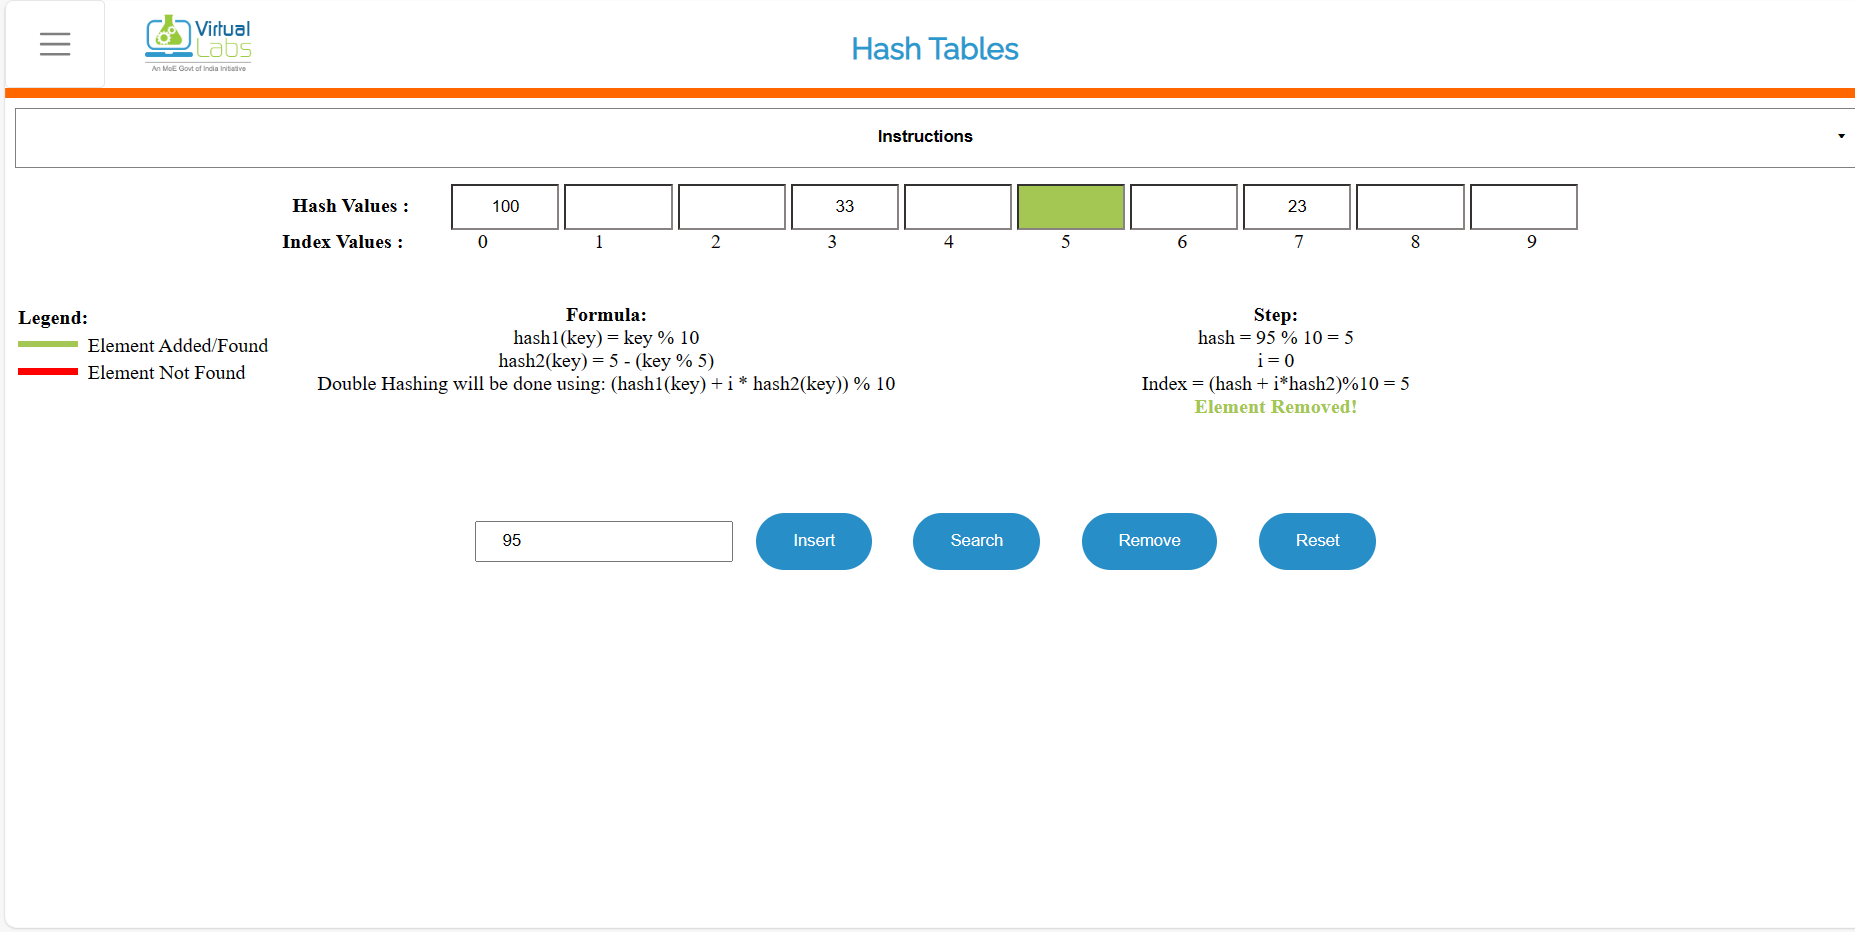 Virtual
Labs
An MoE Govt of India Initiative
Hash Tables
Instructions
Hash Values : 100 33 23
Index Values : 0 1 2 3 4 5 6 7 8 9
Legend:
Element Added/Found
Element Not Found
Formula:
hash1(key) = key % 10
hash2(key) = 5 - (key % 5)
Double Hashing will be done using: (hash1(key) + i * hash2(key)) % 10
Step:
hash = 95 % 10 = 5
i = 0
Index = (hash + i*hash2)%10 = 5
Element Removed!
95 Insert Search Remove Reset